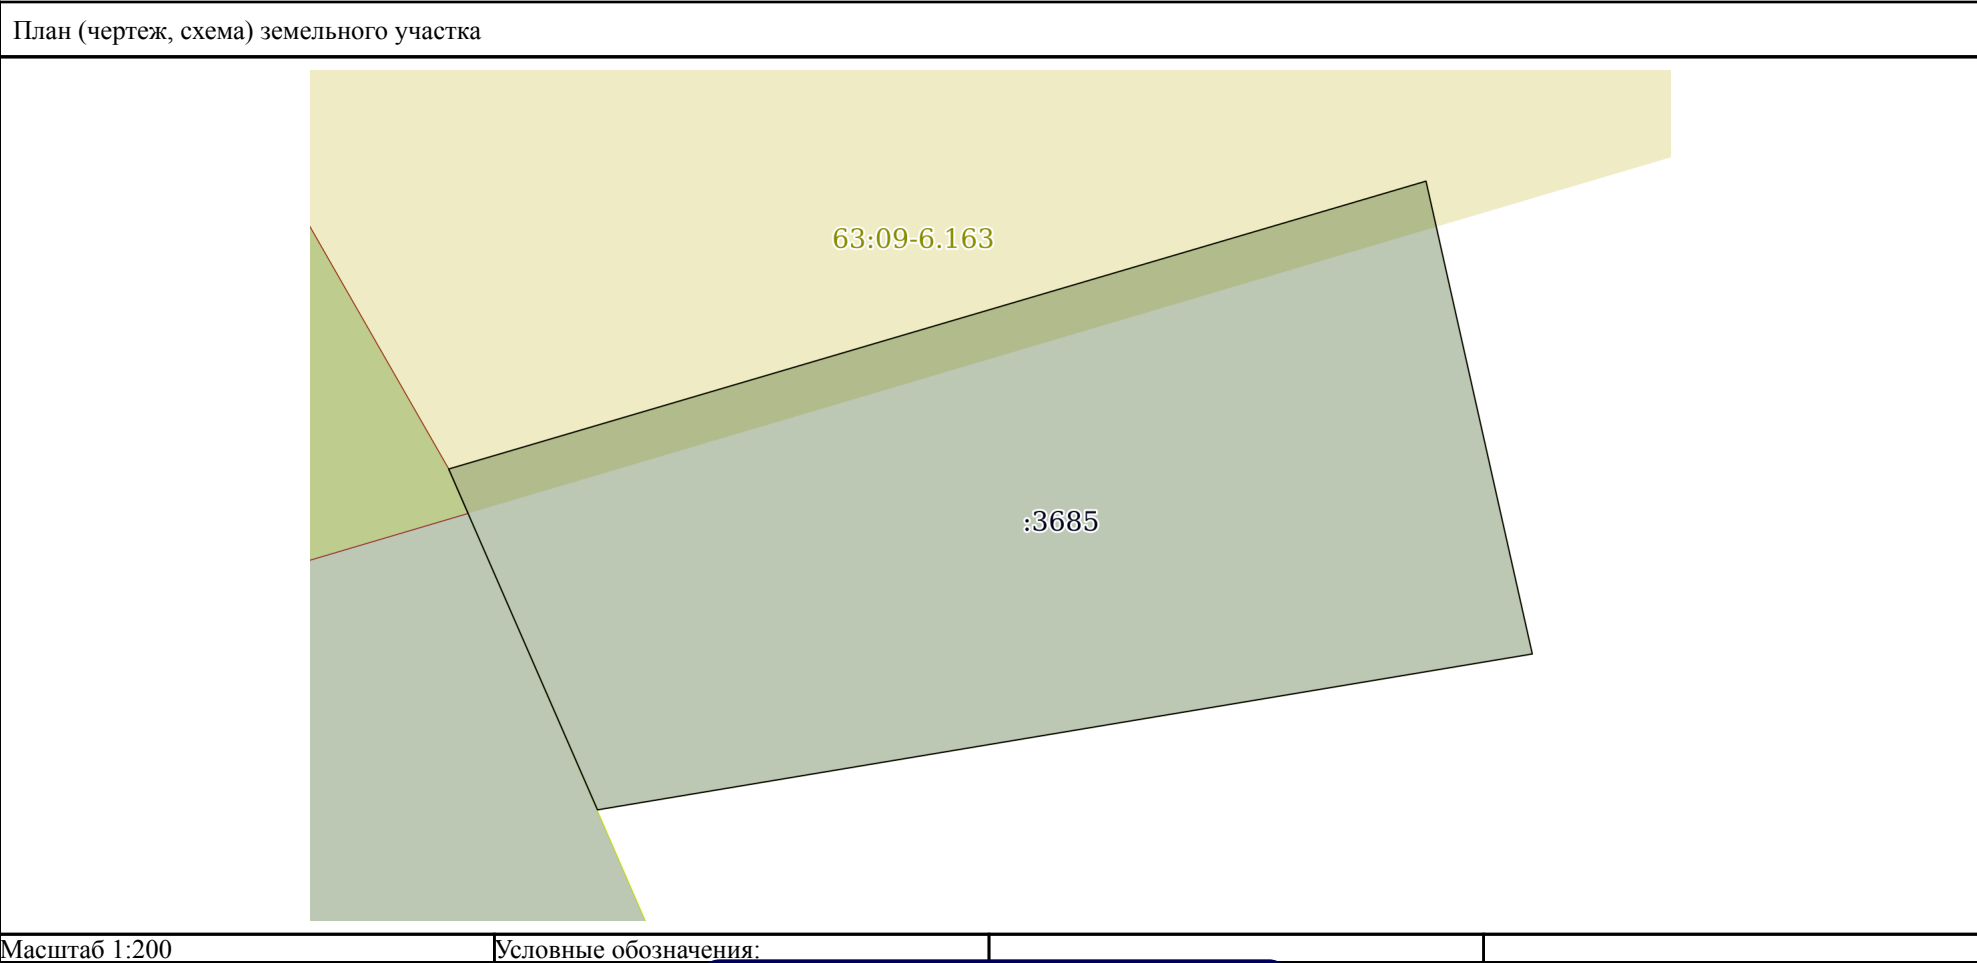 План (чертеж, схема) земельного участка
63:09-6.163
:3685
Масштаб 1:200
Условные обозначения: